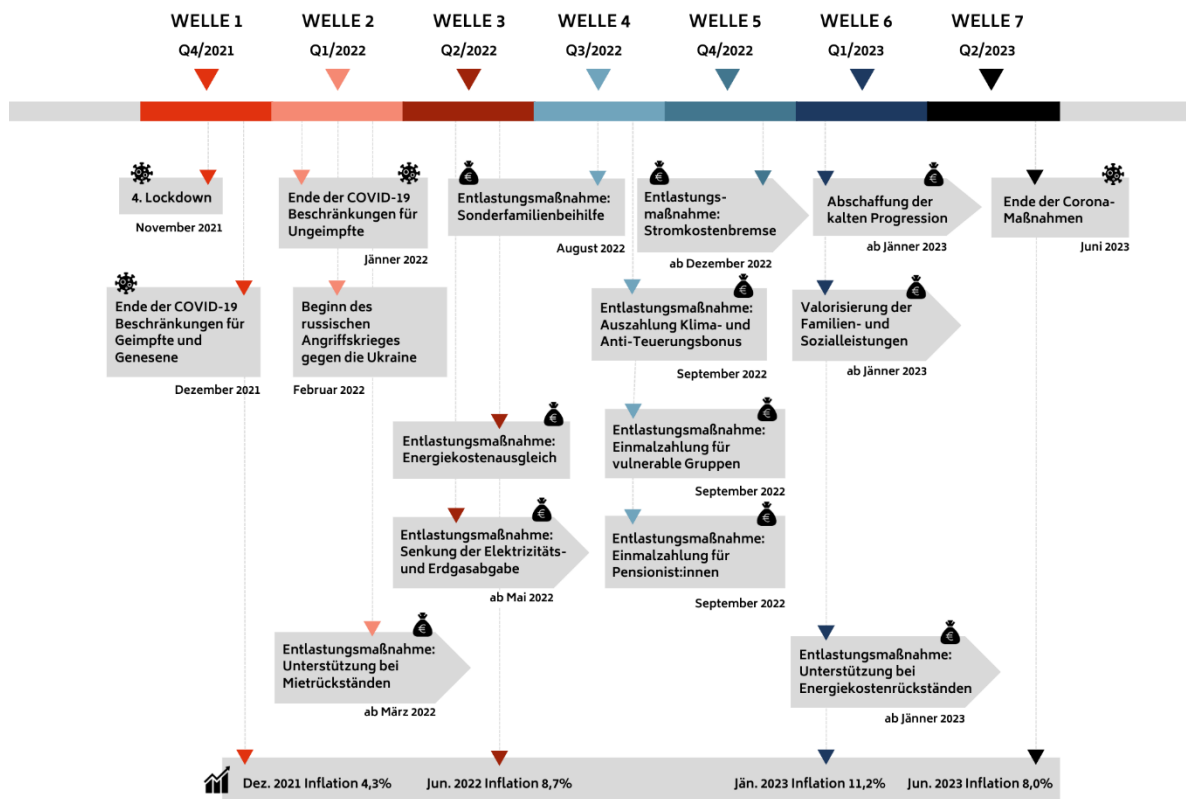 WELLE 1
Q4/2021
WELLE 2
Q1/2022
WELLE 3
Q2/2022
WELLE 4
Q3/2022
WELLE 5
Q4/2022
WELLE 6
Q1/2023
WELLE 7
Q2/2023
4. Lockdown
November 2021
Ende der COVID-19
Beschränkungen für
Ungeimpfte
Jänner 2022
Entlastungsmaßnahme:
Sonderfamilienbeihilfe
August 2022
Entlastungs-
maßnahme:
Stromkostenbremse
ab Dezember 2022
Abschaffung der
kalten Progression
ab Jänner 2023
Ende der Corona-
Maßnahmen
Juni 2023
Ende der COVID-19
Beschränkungen für
Geimpfte und
Genesene
Dezember 2021
Beginn des
russischen
Angriffskrieges
gegen die Ukraine
Februar 2022
Entlastungsmaßnahme:
Auszahlung Klima- und
Anti-Teuerungsbonus
September 2022
Valorisierung der
Familien- und
Sozialleistungen
ab Jänner 2023
Entlastungsmaßnahme:
Energiekostenausgleich
Entlastungsmaßnahme:
Einmalzahlung für
vulnerable Gruppen
September 2022
Entlastungsmaßnahme:
Senkung der Elektrizitäts-
und Erdgasabgabe
ab Mai 2022
Entlastungsmaßnahme:
Einmalzahlung für
Pensionist:innen
September 2022
Entlastungsmaßnahme:
Unterstützung bei
Mietrückständen
ab März 2022
Entlastungsmaßnahme:
Unterstützung bei
Energiekostenrückständen
ab Jänner 2023
Dez. 2021 Inflation 4,3%
Jun. 2022 Inflation 8,7%
Jän. 2023 Inflation 11,2%
Jun. 2023 Inflation 8,0%